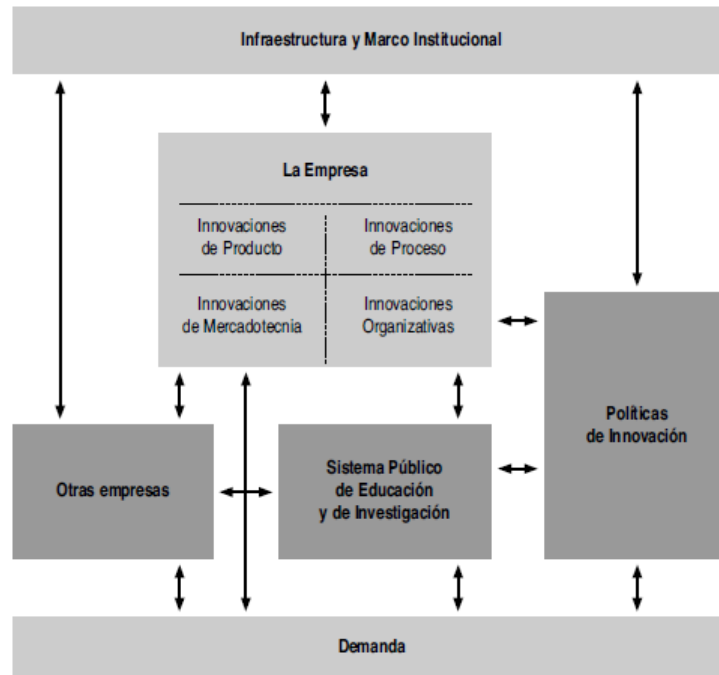 Infraestructura y Marco Institucional
La Empresa
Innovaciones
de Producto
Innovaciones
de Proceso
Innovaciones
de Mercadotecnia
Innovaciones
Organizativas
Políticas
de Innovación
Otras empresas
Sistema Público
de Educación
y de Investigación
Demanda